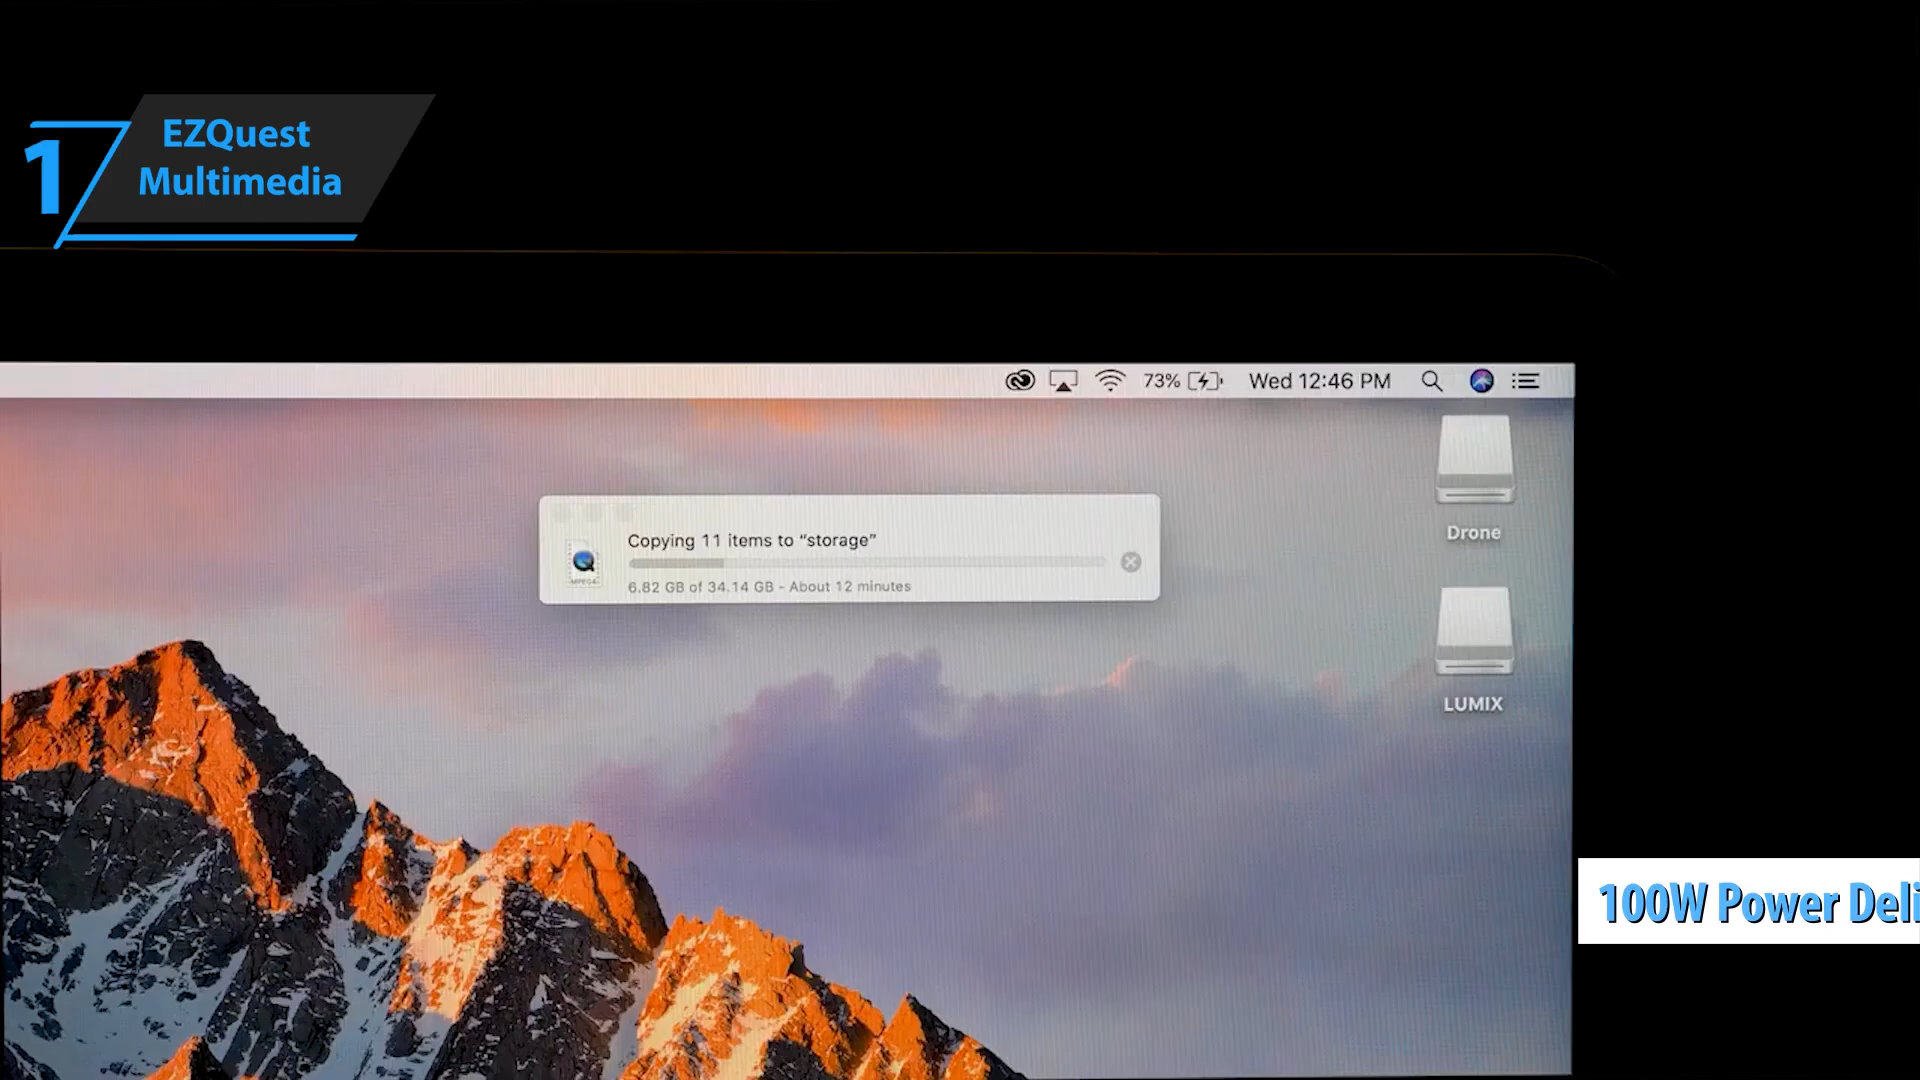 1
EZQuest
Multimedia
73%
Wed 12:46 PM
Copying 11 items to “storage”
MPEG4
6.82 GB of 34.14 GB - About 12 minutes
Drone
LUMIX
100W Power Deli